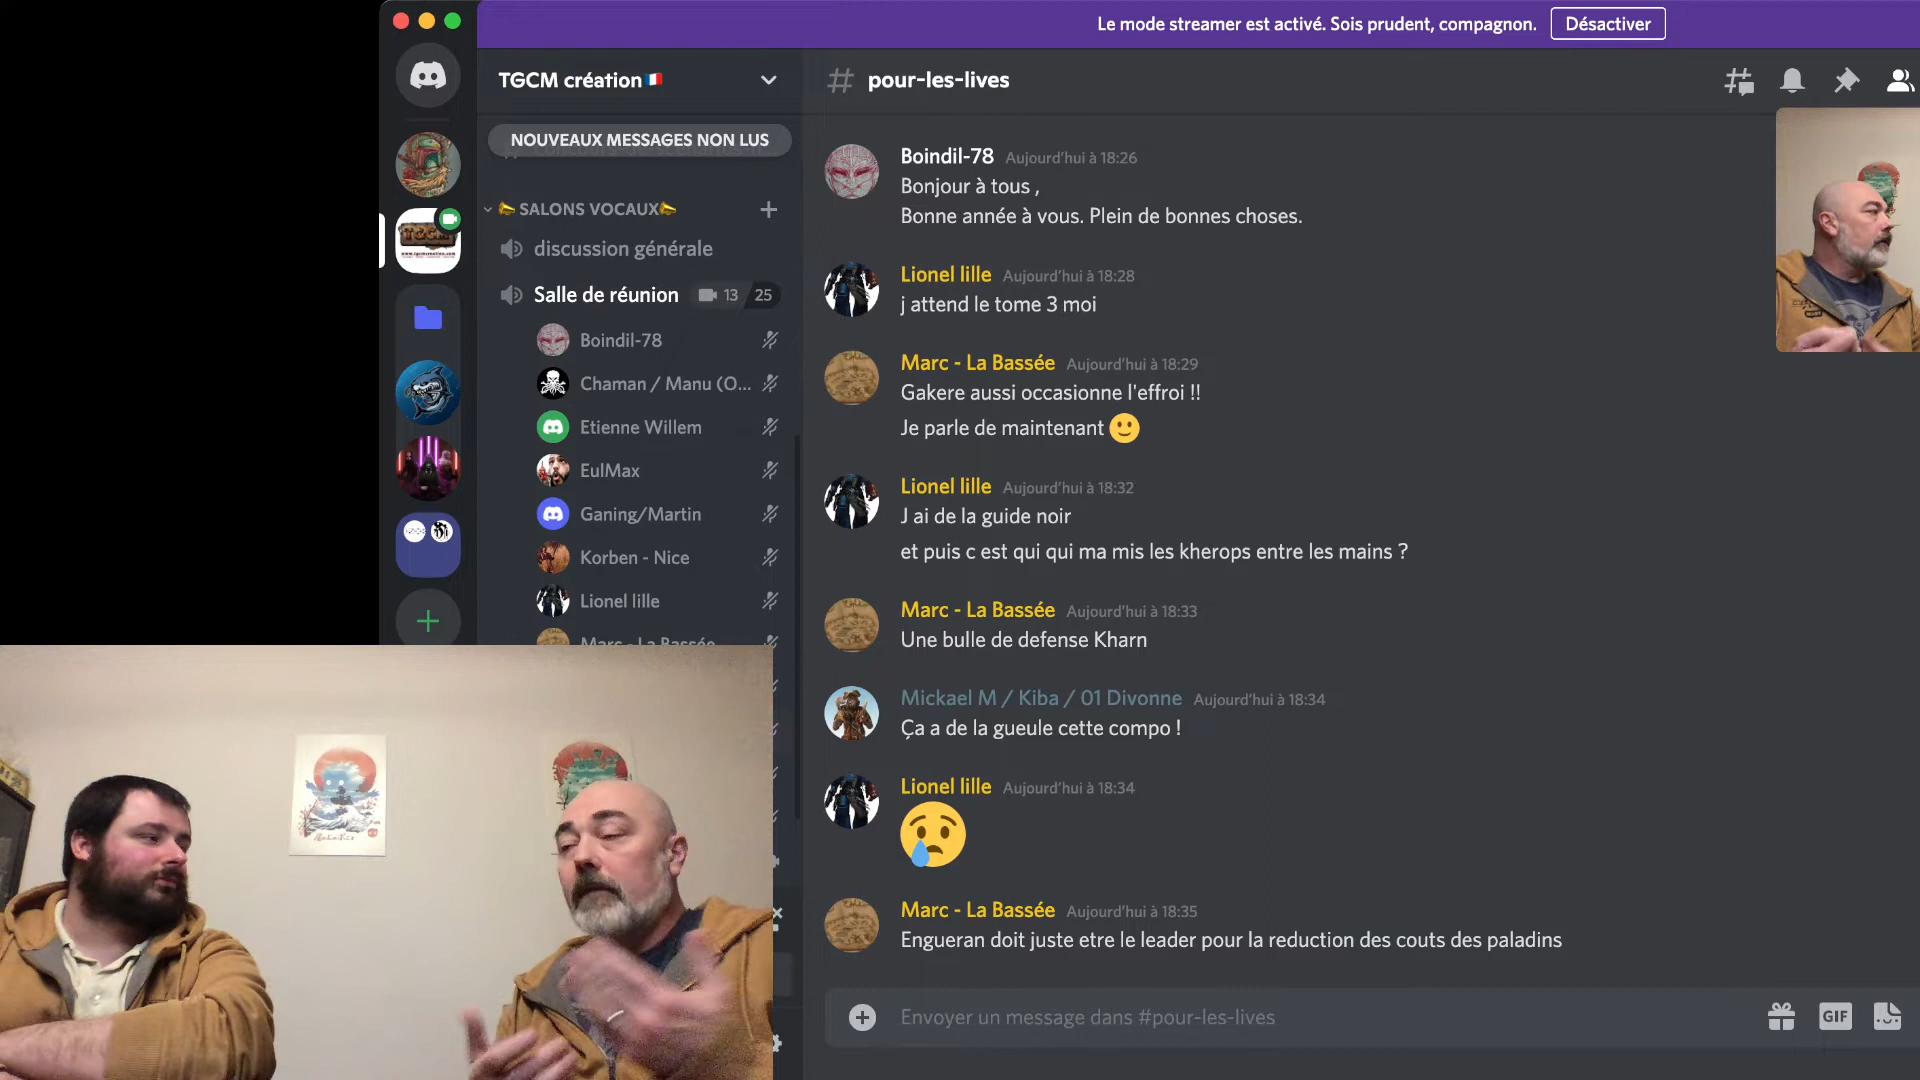 Le mode streamer est activé. Sois prudent, compagnon.
Désactiver
TGCM création🇫🇷
pour-les-lives
NOUVEAUX MESSAGES NON LUS
SALONS VOCAUX
discussion générale
Salle de réunion 13 25
Boindil-78
Chaman / Manu (O...
Etienne Willem
EulMax
Ganing/Martin
Korben - Nice
Lionel lille
Marc - La Bassée
Boindil-78 Aujourd'hui à 18:26
Bonjour à tous ,
Bonne année à vous. Plein de bonnes choses.
Lionel lille Aujourd'hui à 18:28
j attend le tome 3 moi
Marc - La Bassée Aujourd'hui à 18:29
Gakere aussi occasionne l'effroi !!
Je parle de maintenant 🙂
Lionel lille Aujourd'hui à 18:32
J ai de la guide noir
et puis c est qui qui ma mis les kherops entre les mains ?
Marc - La Bassée Aujourd'hui à 18:33
Une bulle de defense Kharn
Mickael M / Kiba / 01 Divonne Aujourd'hui à 18:34
Ça a de la gueule cette compo !
Lionel lille Aujourd'hui à 18:34
😢
Marc - La Bassée Aujourd'hui à 18:35
Engueran doit juste etre le leader pour la reduction des couts des paladins
Envoyer un message dans #pour-les-lives
GIF